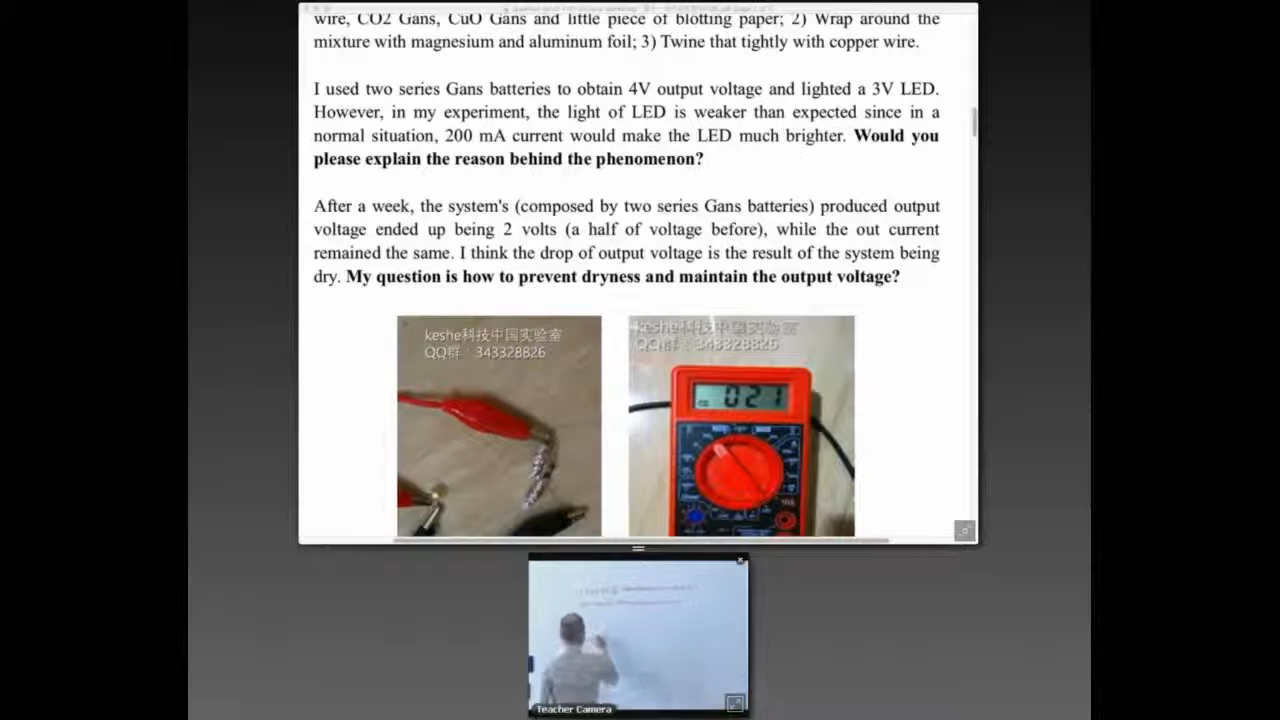 wire, CO2 Gans, CuO Gans and little piece of blotting paper; 2) Wrap around the
mixture with magnesium and aluminum foil; 3) Twine that tightly with copper wire.
I used two series Gans batteries to obtain 4V output voltage and lighted a 3V LED.
However, in my experiment, the light of LED is weaker than expected since in a
normal situation, 200 mA current would make the LED much brighter. Would you
please explain the reason behind the phenomenon?
After a week, the system's (composed by two series Gans batteries) produced output
voltage ended up being 2 volts (a half of voltage before), while the out current
remained the same. I think the drop of output voltage is the result of the system being
dry. My question is how to prevent dryness and maintain the output voltage?
keshe科技中国实验室
QQ群：343328826
keshe科技中国实验室
QQ群：343328826
021
Teacher Camera